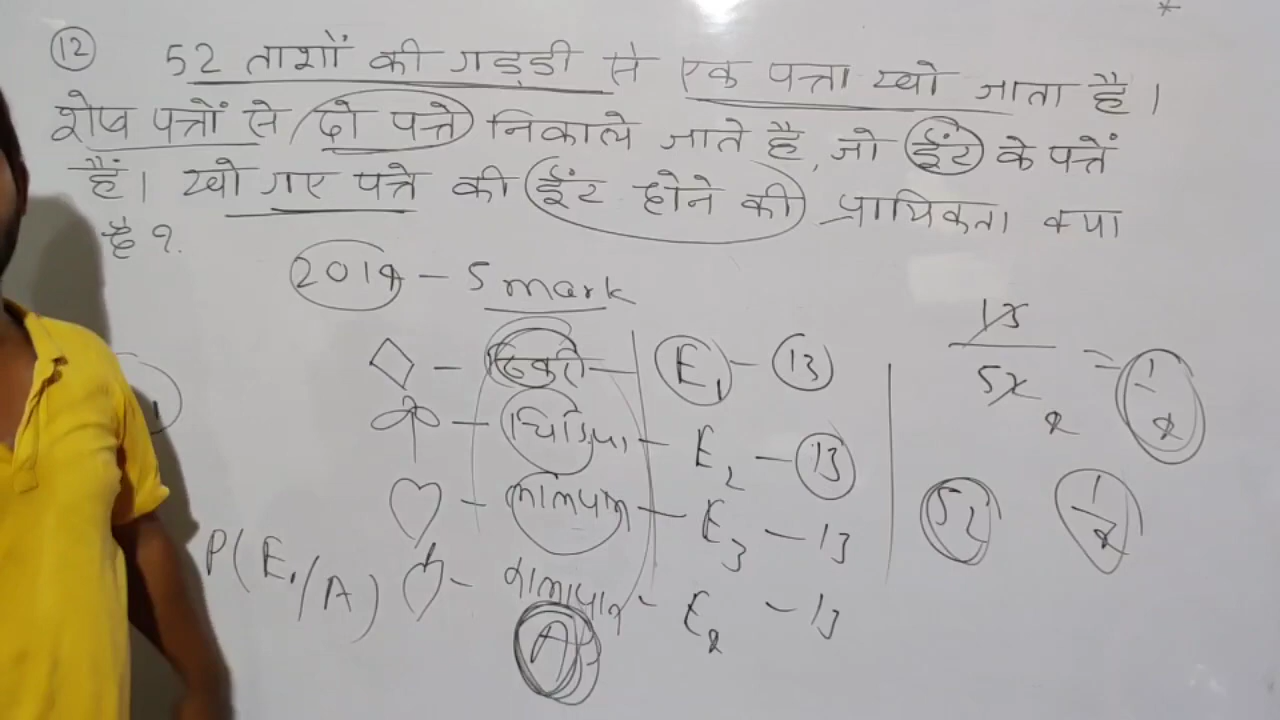 12 52 ताशों की गड्डी से एक पत्ता खो जाता है।
शेष पत्तों से दो पत्ते निकाले जाते है, जो ईंट के पत्तें
हैं। खो गए पत्ते की ईंट होने की प्रायिकता क्या
है ?
2019 - 5 mark
13/52 = 1/4
E1 - 13
चिड़िया - E2 - 13
52 1/4
E3 - 13
P(E1/A) - E4 - 13
A